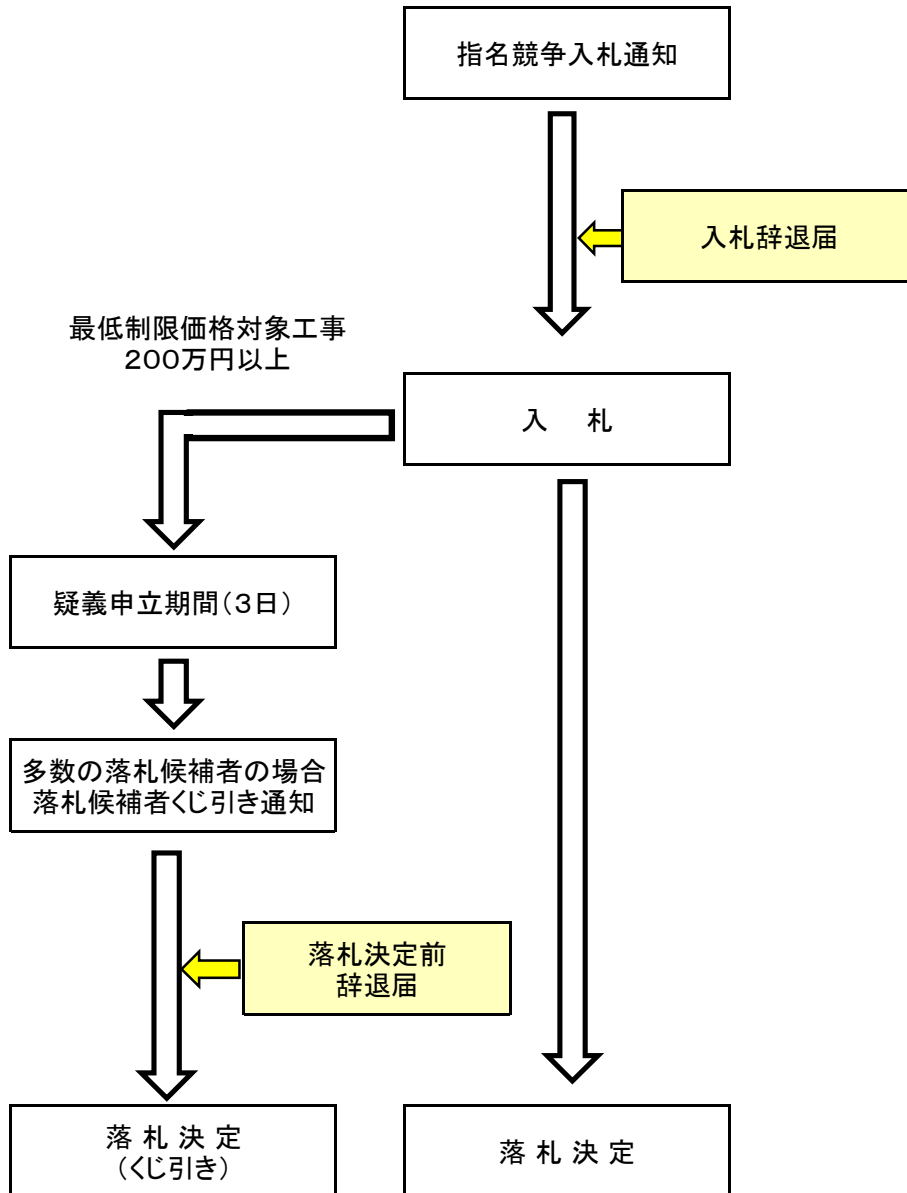 指名競争入札通知
入札辞退届
最低制限価格対象工事
200万円以上
入　札
疑義申立期間(3日)
多数の落札候補者の場合
落札候補者くじ引き通知
落札決定前
辞退届
落 札 決 定
(くじ引き)
落 札 決 定